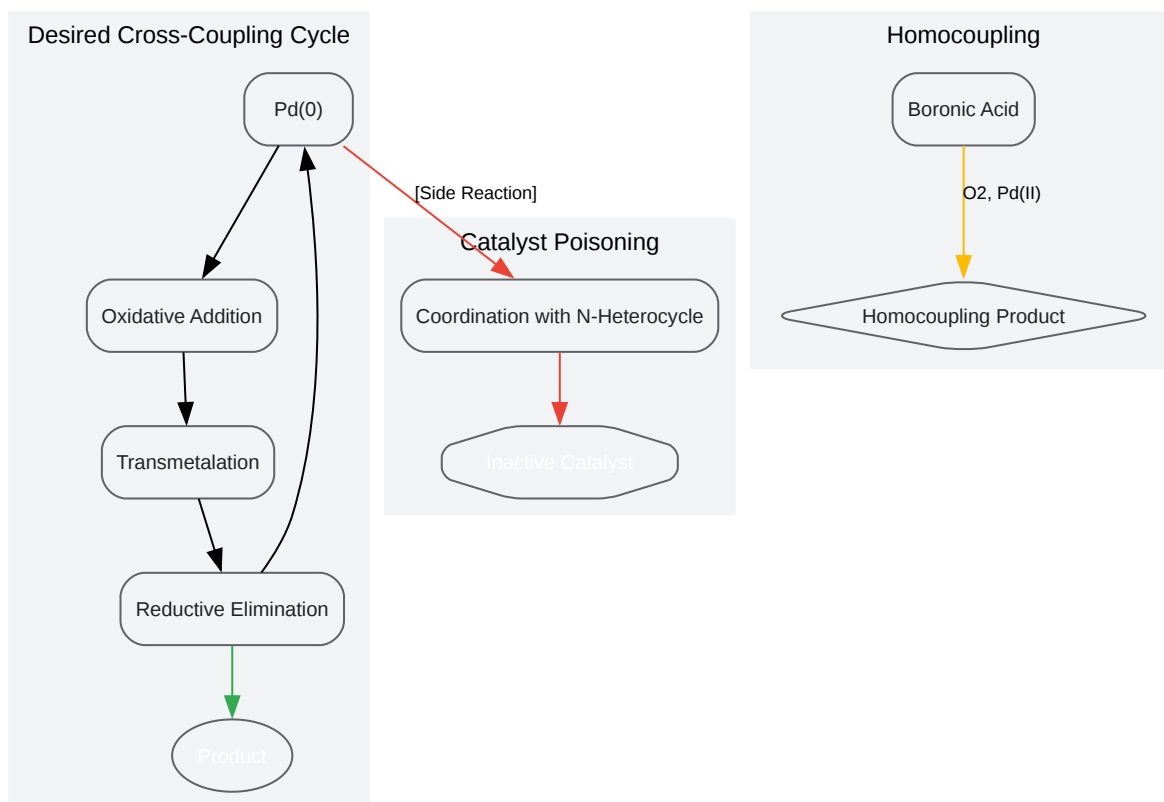 Desired Cross-Coupling Cycle
Pd(0)
Oxidative Addition
Transmetalation
Reductive Elimination
Product
[Side Reaction]
Catalyst Poisoning
Coordination with N-Heterocycle
Inactive Catalyst
Homocoupling
Boronic Acid
O2, Pd(II)
Homocoupling Product